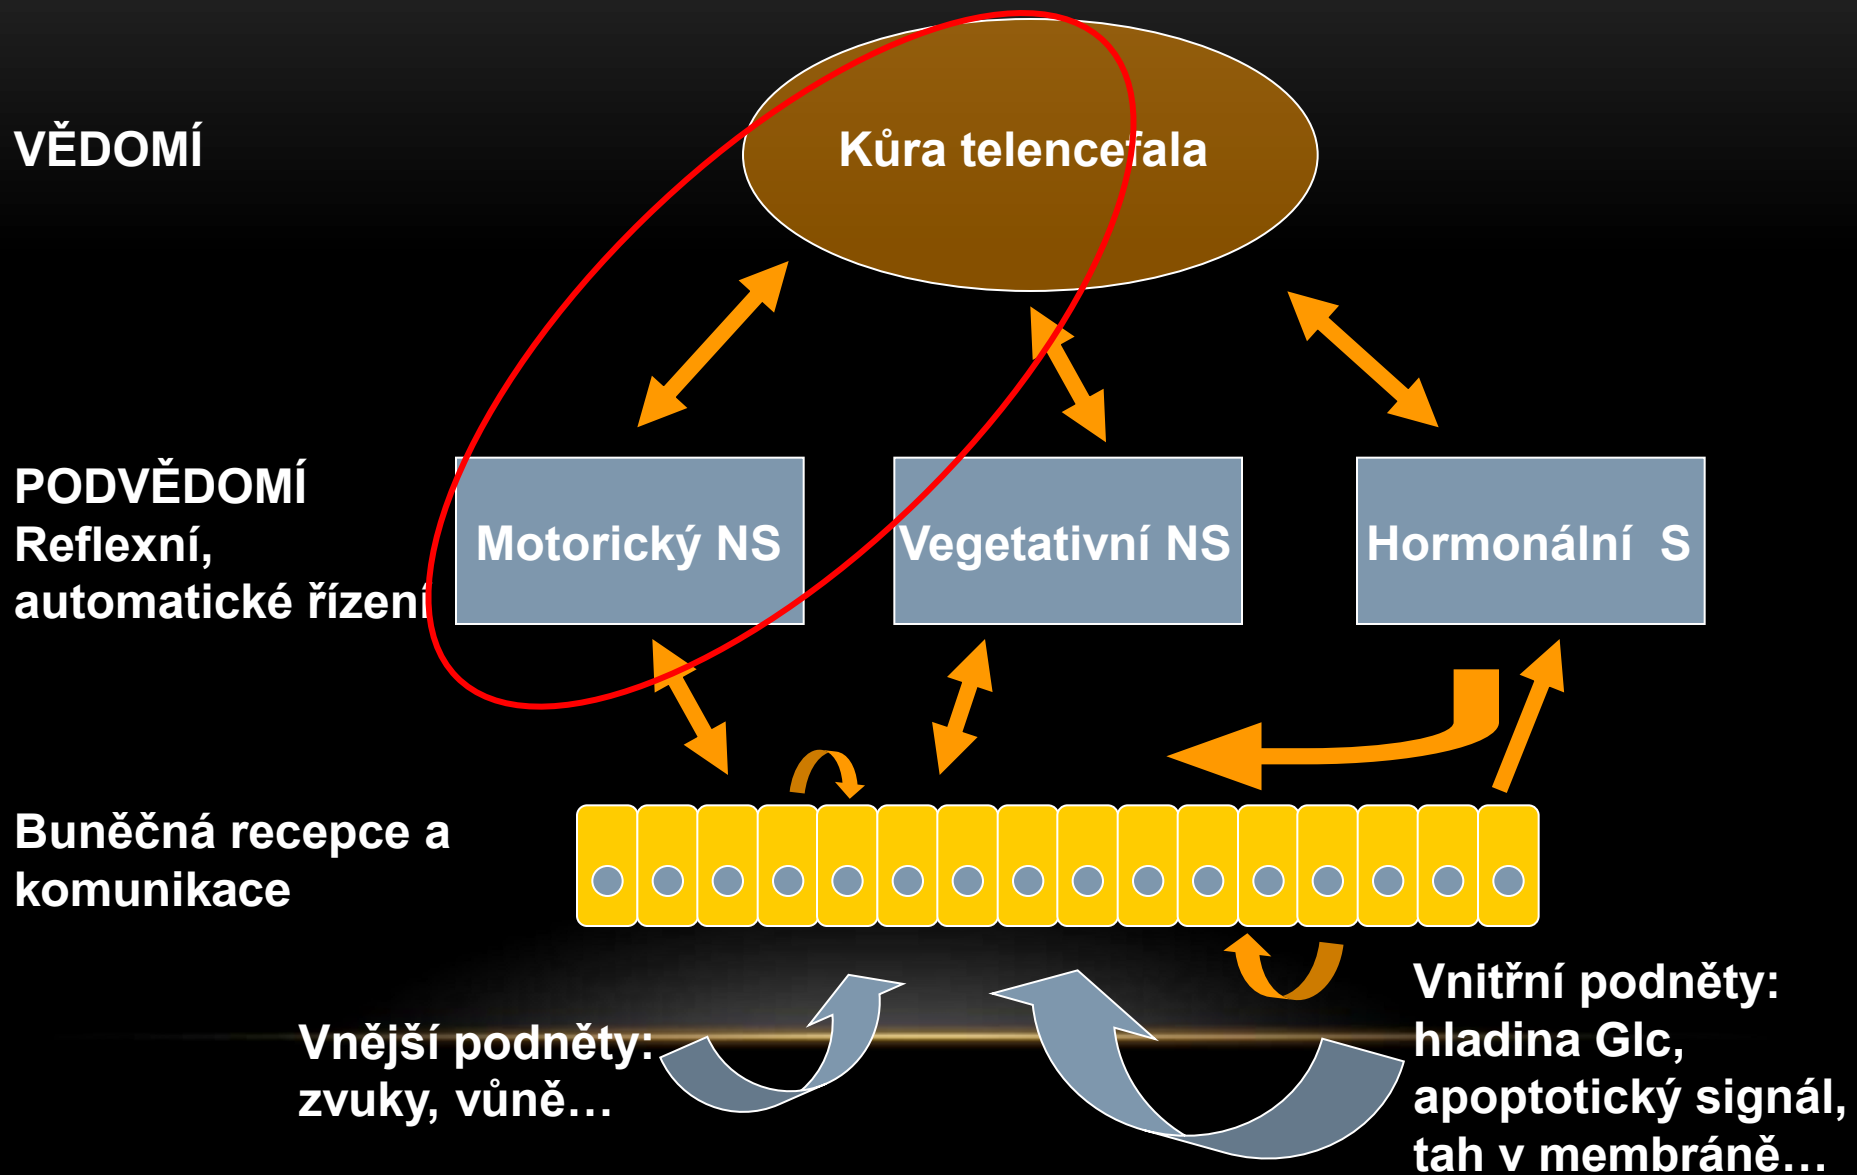 VĚDOMÍ
Kůra telencefala
PODVĚDOMÍ
Reflexní,
automatické řízení
Motorický NS
Vegetativní NS
Hormonální  S
Buněčná recepce a
komunikace
Vnější podněty:
zvuky, vůně…
Vnitřní podněty:
hladina Glc,
apoptotický signál,
tah v membráně…